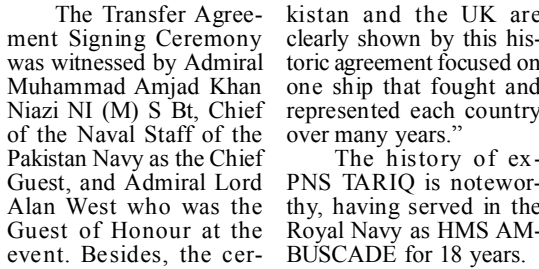 The Transfer Agree-
ment Signing Ceremony
was witnessed by Admiral
Muhammad Amjad Khan
Niazi NI (M) S Bt, Chief
of the Naval Staff of the
Pakistan Navy as the Chief
Guest, and Admiral Lord
Alan West who was the
Guest of Honour at the
event. Besides, the cer-
kistan and the UK are
clearly shown by this his-
toric agreement focused on
one ship that fought and
represented each country
over many years.”
The history of ex-
PNS TARIQ is notewor-
thy, having served in the
Royal Navy as HMS AM-
BUSCADE for 18 years.